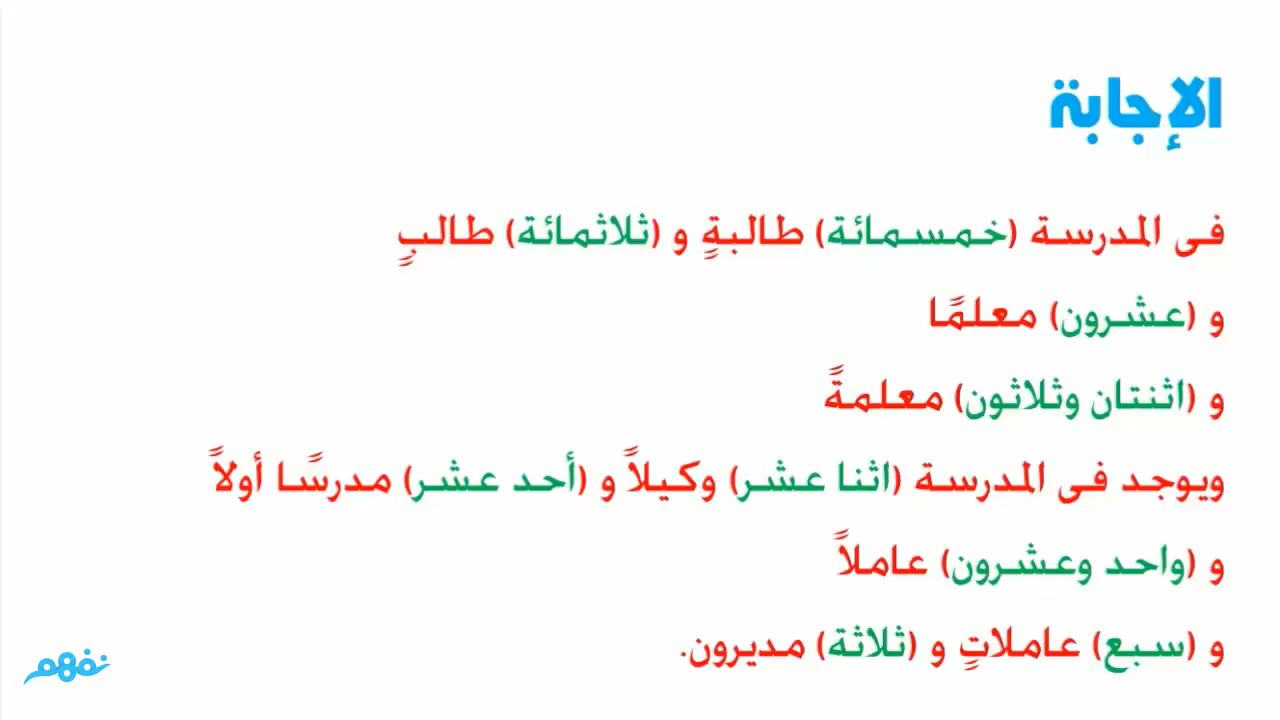 الإجابة
فى المدرسة (خمسمائة) طالبةٍ و (ثلاثمائة) طالبٍ
و (عشرون) معلمًا
و (اثنتان وثلاثون) معلمةً
ويوجد فى المدرسة (اثنا عشر) وكيلاً و (أحد عشر) مدرسًا أولاً
و (واحد وعشرون) عاملاً
و (سبع) عاملاتٍ و (ثلاثة) مديرون.
نفهم